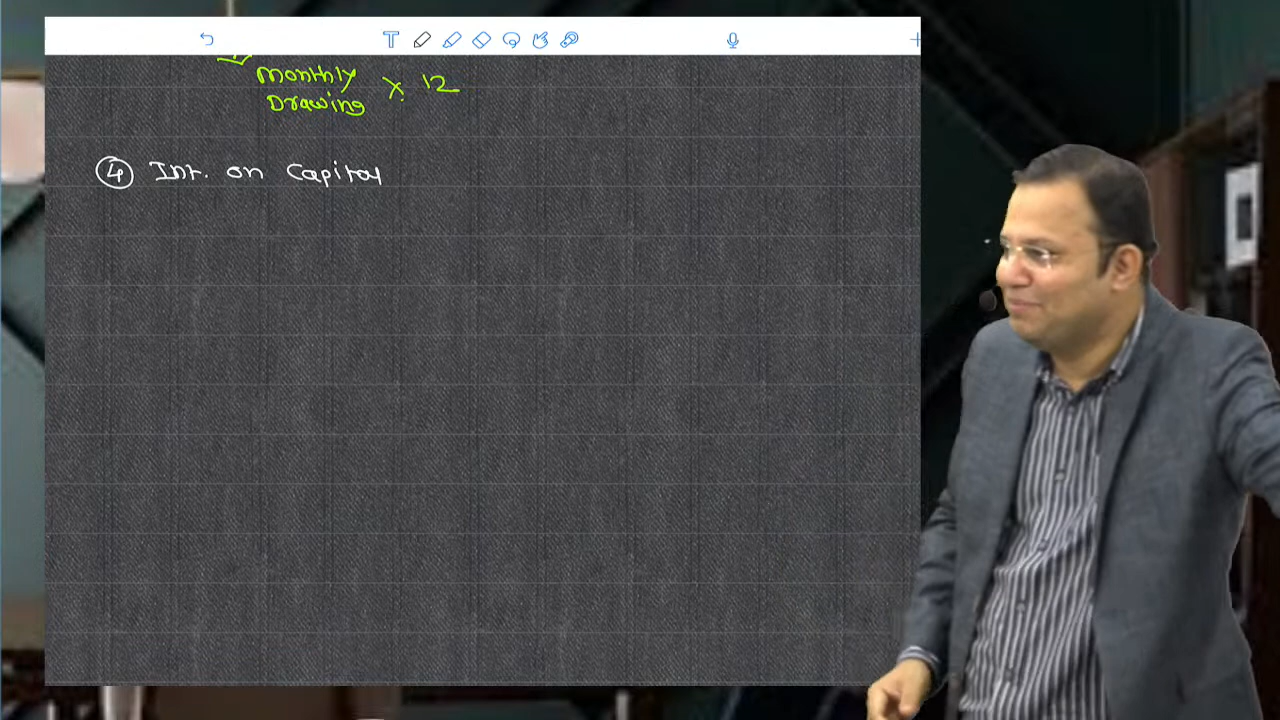 Monthly
Drawing × 12
④ Int. on Capital